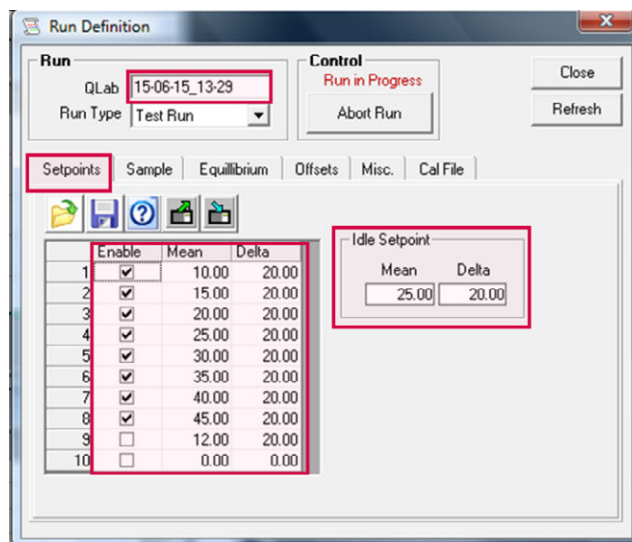 Run Definition
Run
QLab 15-06-15_13-29
Run Type Test Run
Control
Run in Progress
Abort Run
Close
Refresh
Setpoints Sample Equillibrium Offsets Misc. Cal File
Enable Mean Delta
1 10.00 20.00
2 15.00 20.00
3 20.00 20.00
4 25.00 20.00
5 30.00 20.00
6 35.00 20.00
7 40.00 20.00
8 45.00 20.00
9 12.00 20.00
10 0.00 0.00
Idle Setpoint
Mean Delta
25.00 20.00